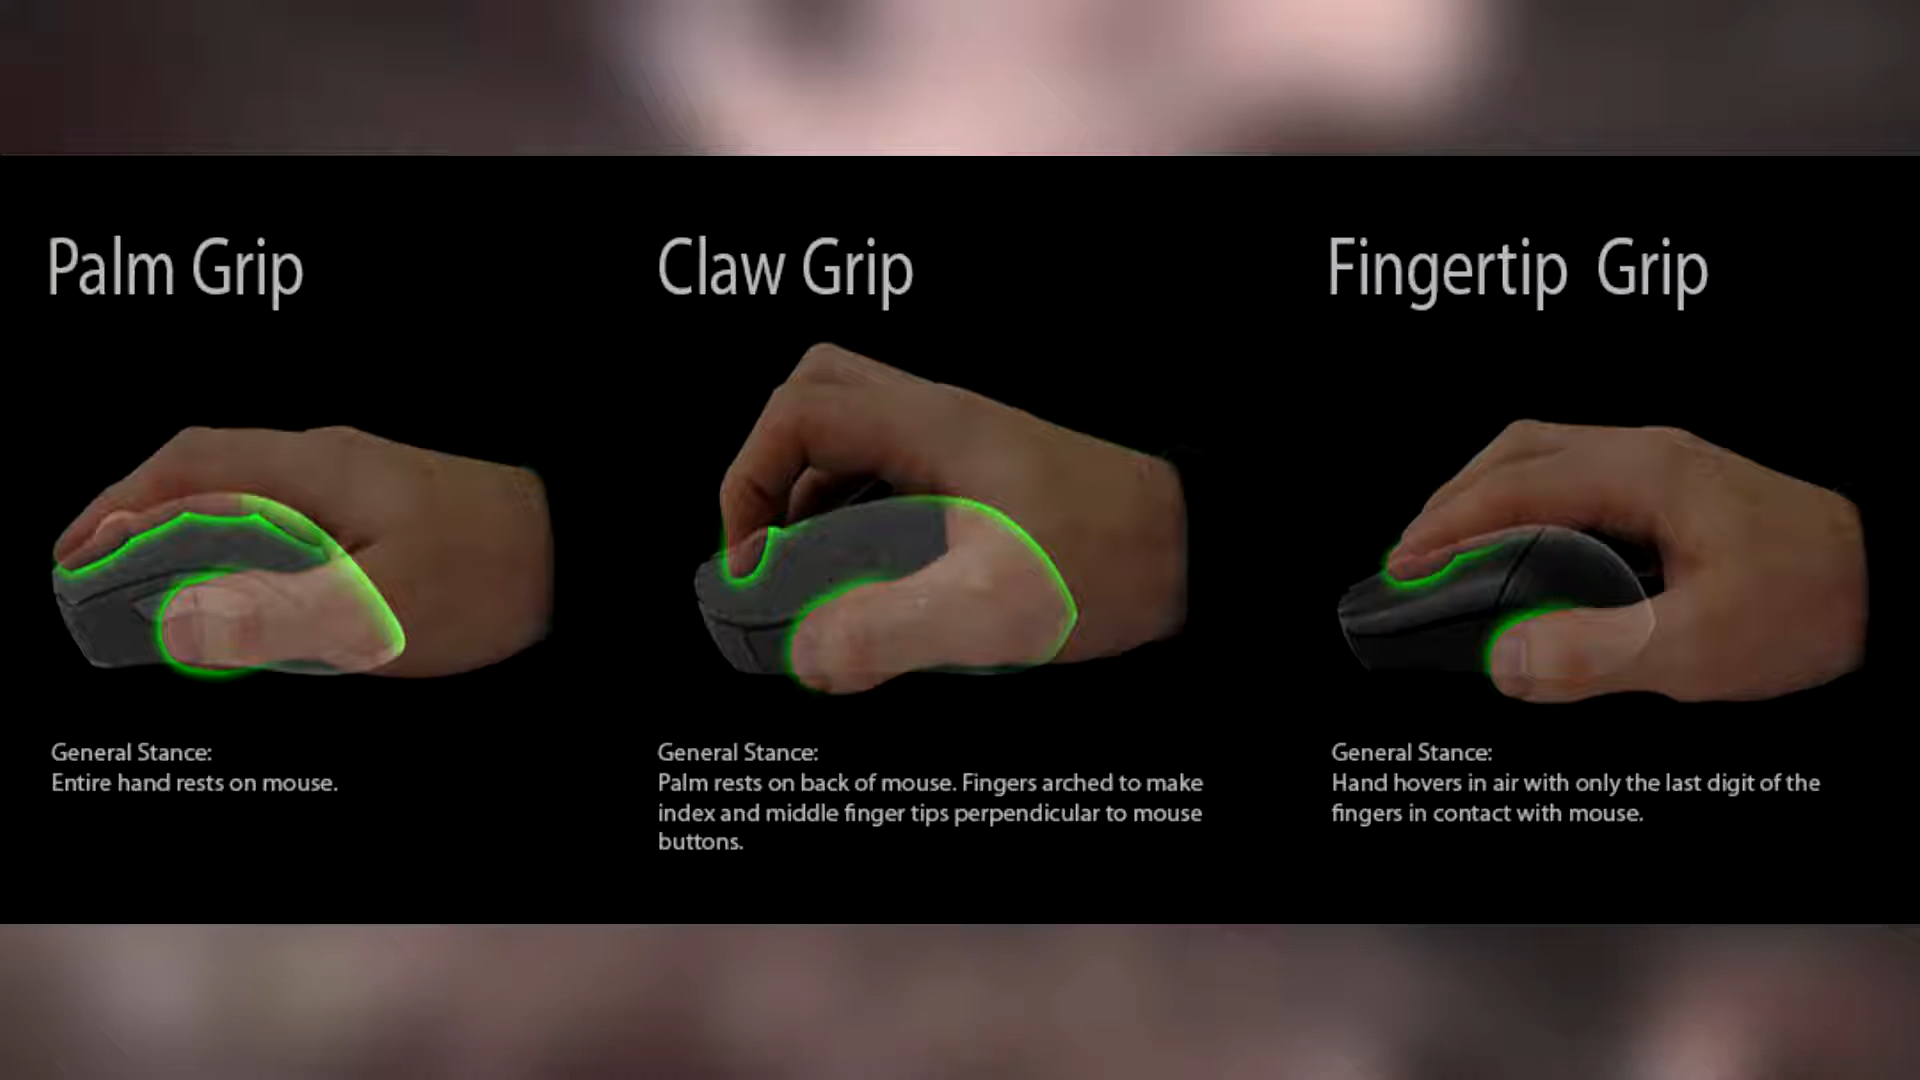 Palm Grip
Claw Grip
Fingertip Grip
General Stance:
Entire hand rests on mouse.
General Stance:
Palm rests on back of mouse. Fingers arched to make
index and middle finger tips perpendicular to mouse
buttons.
General Stance:
Hand hovers in air with only the last digit of the
fingers in contact with mouse.